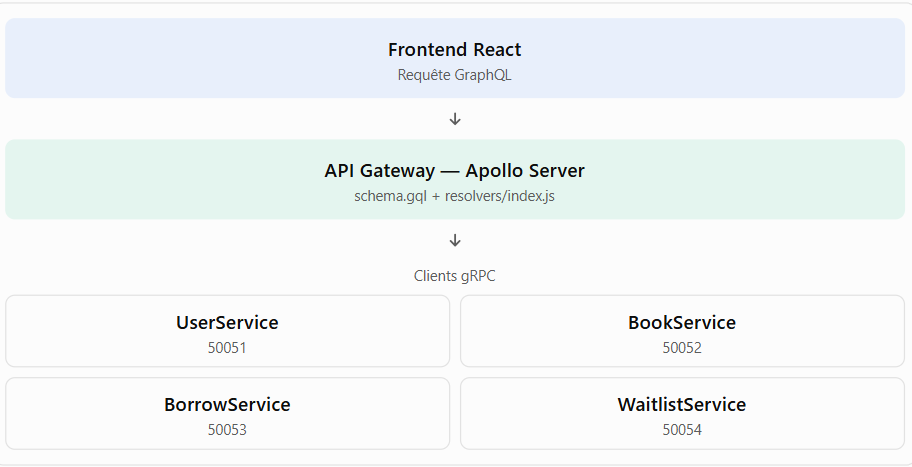 Frontend React
Requête GraphQL
↓
API Gateway — Apollo Server
schema.gql + resolvers/index.js
↓
Clients gRPC
UserService
50051
BookService
50052
BorrowService
50053
WaitlistService
50054